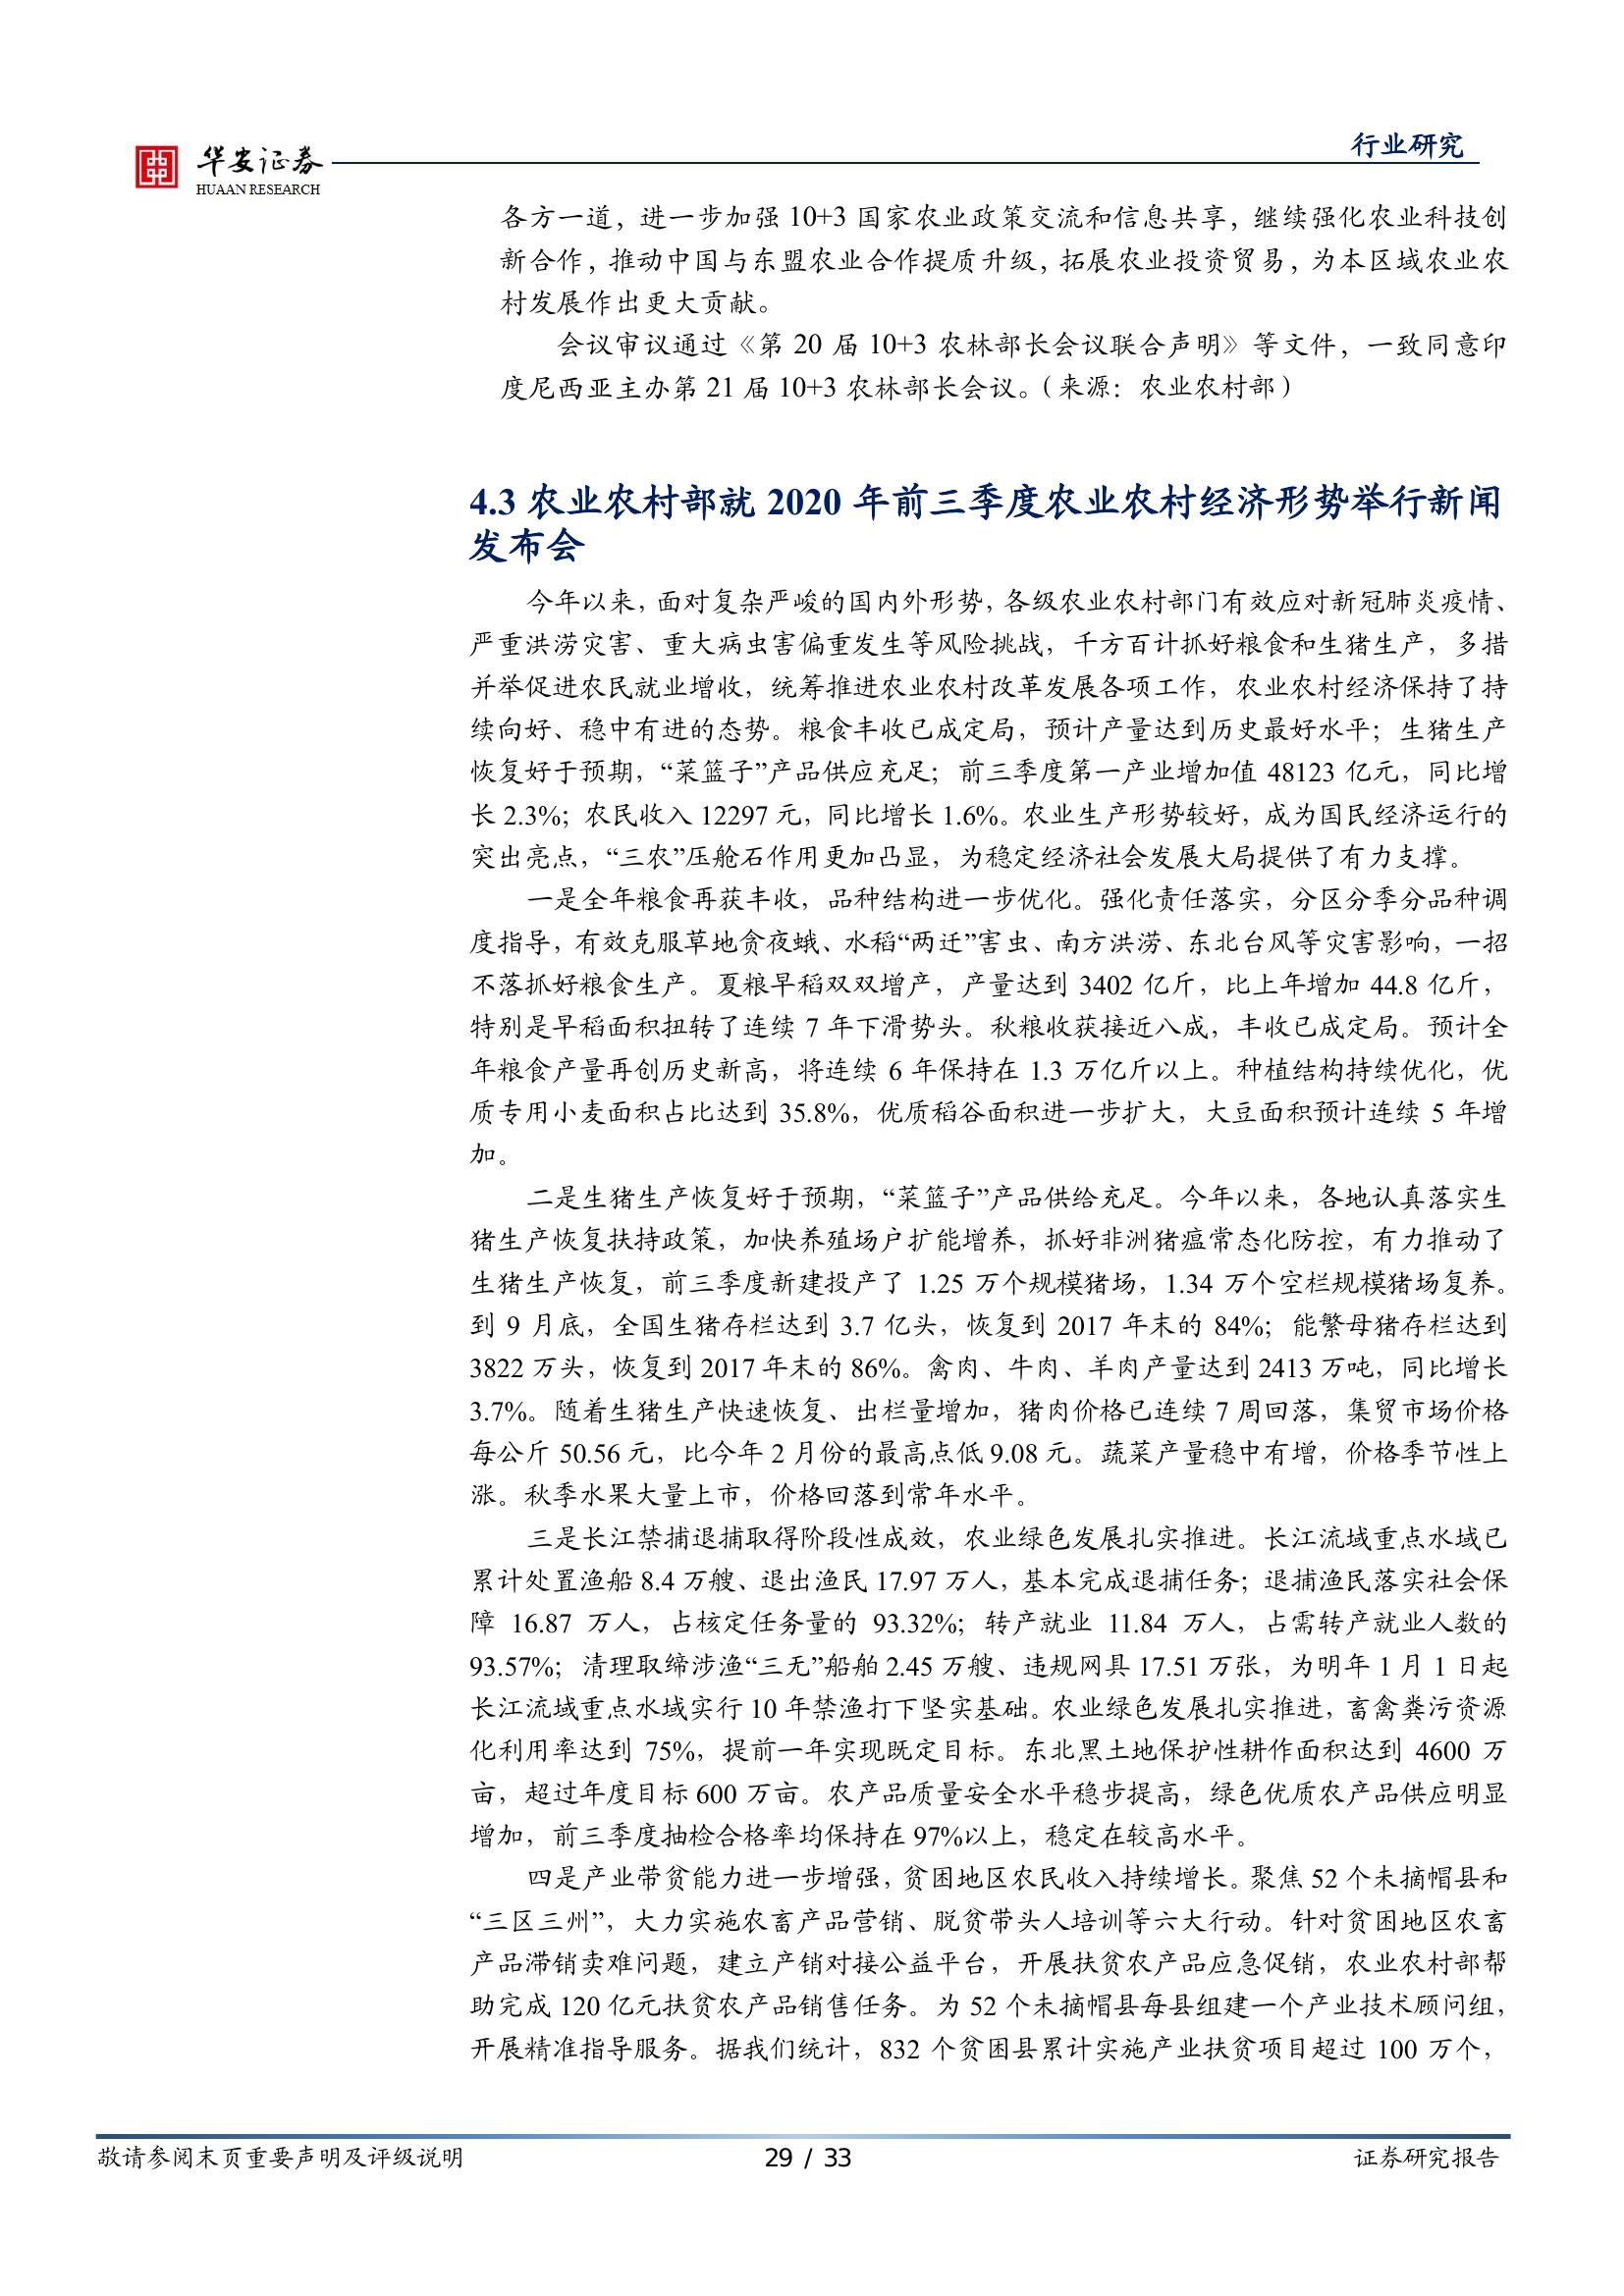 华安证券
HUAAN RESEARCH
行业研究
各方一道，进一步加强 10+3 国家农业政策交流和信息共享，继续强化农业科技创
新合作，推动中国与东盟农业合作提质升级，拓展农业投资贸易，为本区域农业农
村发展作出更大贡献。
会议审议通过《第 20 届 10+3 农林部长会议联合声明》等文件，一致同意印
度尼西亚主办第 21 届 10+3 农林部长会议。（来源：农业农村部）
4.3 农业农村部就 2020 年前三季度农业农村经济形势举行新闻
发布会
今年以来，面对复杂严峻的国内外形势，各级农业农村部门有效应对新冠肺炎疫情、
严重洪涝灾害、重大病虫害偏重发生等风险挑战，千方百计抓好粮食和生猪生产，多措
并举促进农民就业增收，统筹推进农业农村改革发展各项工作，农业农村经济保持了持
续向好、稳中有进的态势。粮食丰收已成定局，预计产量达到历史最好水平；生猪生产
恢复好于预期，“菜篮子”产品供应充足；前三季度第一产业增加值 48123 亿元，同比增
长 2.3%；农民收入 12297 元，同比增长 1.6%。农业生产形势较好，成为国民经济运行的
突出亮点，“三农”压舱石作用更加凸显，为稳定经济社会发展大局提供了有力支撑。
一是全年粮食再获丰收，品种结构进一步优化。强化责任落实，分区分季分品种调
度指导，有效克服草地贪夜蛾、水稻“两迁”害虫、南方洪涝、东北台风等灾害影响，一招
不落抓好粮食生产。夏粮早稻双双增产，产量达到 3402 亿斤，比上年增加 44.8 亿斤，
特别是早稻面积扭转了连续 7 年下滑势头。秋粮收获接近八成，丰收已成定局。预计全
年粮食产量再创历史新高，将连续 6 年保持在 1.3 万亿斤以上。种植结构持续优化，优
质专用小麦面积占比达到 35.8%，优质稻谷面积进一步扩大，大豆面积预计连续 5 年增
加。
二是生猪生产恢复好于预期，“菜篮子”产品供给充足。今年以来，各地认真落实生
猪生产恢复扶持政策，加快养殖场户扩能增养，抓好非洲猪瘟常态化防控，有力推动了
生猪生产恢复，前三季度新建投产了 1.25 万个规模猪场，1.34 万个空栏规模猪场复养。
到 9 月底，全国生猪存栏达到 3.7 亿头，恢复到 2017 年末的 84%；能繁母猪存栏达到
3822 万头，恢复到 2017 年末的 86%。禽肉、牛肉、羊肉产量达到 2413 万吨，同比增长
3.7%。随着生猪生产快速恢复、出栏量增加，猪肉价格已连续 7 周回落，集贸市场价格
每公斤 50.56 元，比今年 2 月份的最高点低 9.08 元。蔬菜产量稳中有增，价格季节性上
涨。秋季水果大量上市，价格回落到常年水平。
三是长江禁捕退捕取得阶段性成效，农业绿色发展扎实推进。长江流域重点水域已
累计处置渔船 8.4 万艘、退出渔民 17.97 万人，基本完成退捕任务；退捕渔民落实社会保
障 16.87 万人，占核定任务量的 93.32%；转产就业 11.84 万人，占需转产就业人数的
93.57%；清理取缔涉渔“三无”船舶 2.45 万艘、违规网具 17.51 万张，为明年 1 月 1 日起
长江流域重点水域实行 10 年禁渔打下坚实基础。农业绿色发展扎实推进，畜禽粪污资源
化利用率达到 75%，提前一年实现既定目标。东北黑土地保护性耕作面积达到 4600 万
亩，超过年度目标 600 万亩。农产品质量安全水平稳步提高，绿色优质农产品供应明显
增加，前三季度抽检合格率均保持在 97%以上，稳定在较高水平。
四是产业带贫能力进一步增强，贫困地区农民收入持续增长。聚焦 52 个未摘帽县和
“三区三州”，大力实施农畜产品营销、脱贫带头人培训等六大行动。针对贫困地区农畜
产品滞销卖难问题，建立产销对接公益平台，开展扶贫农产品应急促销，农业农村部帮
助完成 120 亿元扶贫农产品销售任务。为 52 个未摘帽县每县组建一个产业技术顾问组，
开展精准指导服务。据我们统计，832 个贫困县累计实施产业扶贫项目超过 100 万个，
敬请参阅末页重要声明及评级说明
29 / 33
证券研究报告